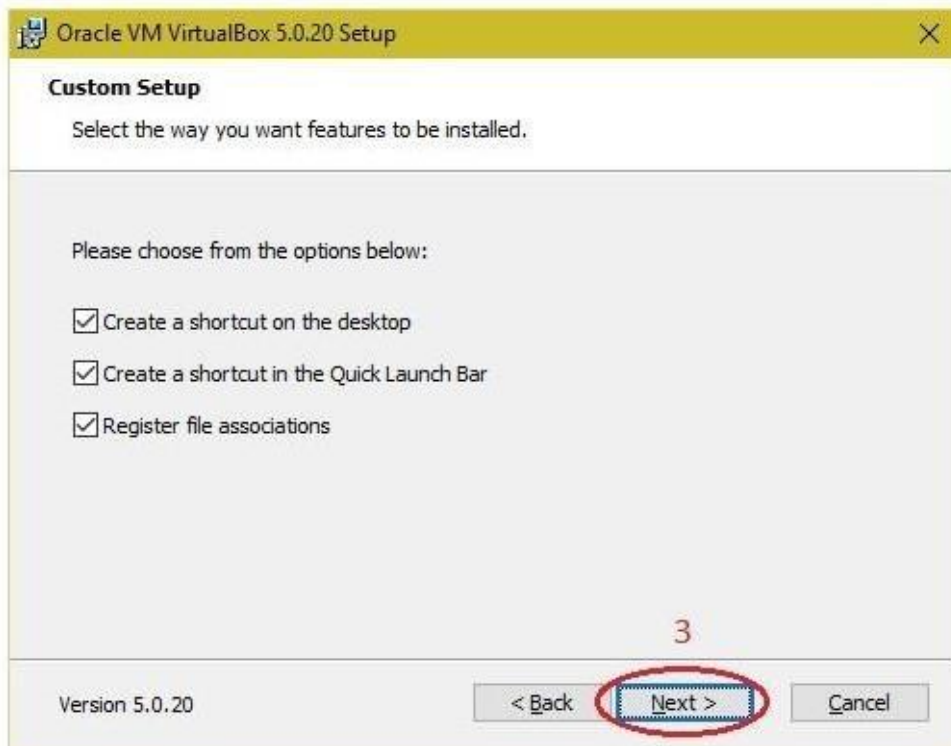 Oracle VM VirtualBox 5.0.20 Setup
Custom Setup
Select the way you want features to be installed.
Please choose from the options below:
Create a shortcut on the desktop
Create a shortcut in the Quick Launch Bar
Register file associations
3
Version 5.0.20
< Back
Next >
Cancel